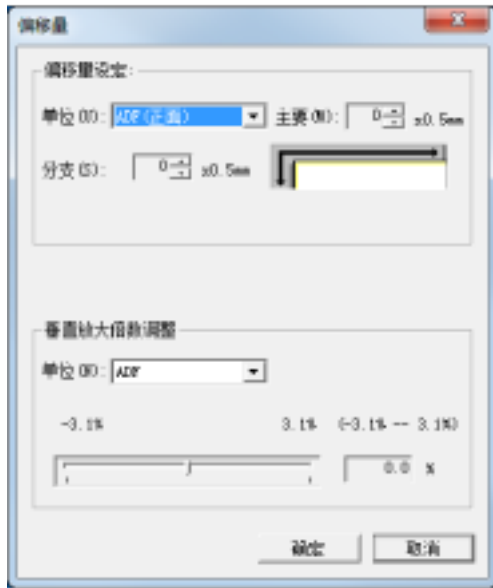 偏移量
偏移量设定:
单位(U): ADF(正面) 主要(M): 0 x0.5mm
分支(S): 0 x0.5mm
垂直放大倍数调整
单位(R): ADF
-3.1% 3.1% (-3.1% -- 3.1%)
0.0 %
确定 取消